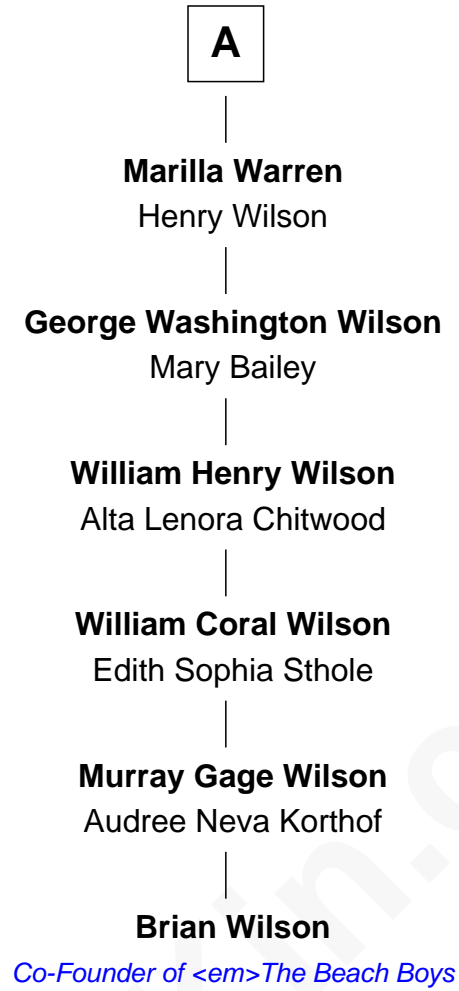 A
Marilla Warren
Henry Wilson
George Washington Wilson
Mary Bailey
William Henry Wilson
Alta Lenora Chitwood
William Coral Wilson
Edith Sophia Sthole
Murray Gage Wilson
Audree Neva Korthof
Brian Wilson
Co-Founder of <em>The Beach Boys